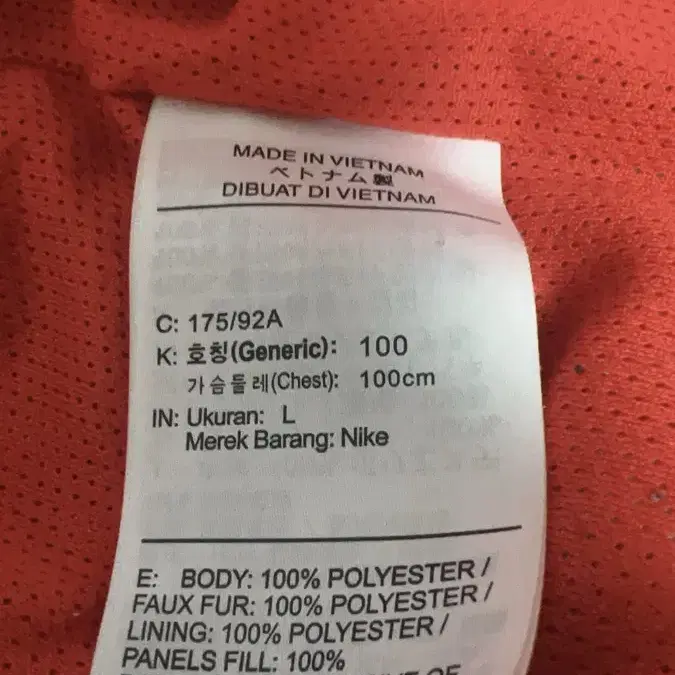 MADE IN VIETNAM
ベトナム製
DIBUAT DI VIETNAM
C: 175/92A
K: 호칭(Generic): 100
가슴둘레(Chest): 100cm
IN: Ukuran: L
Merek Barang: Nike
E: BODY: 100% POLYESTER /
FAUX FUR: 100% POLYESTER /
LINING: 100% POLYESTER /
PANELS FILL: 100%
OF